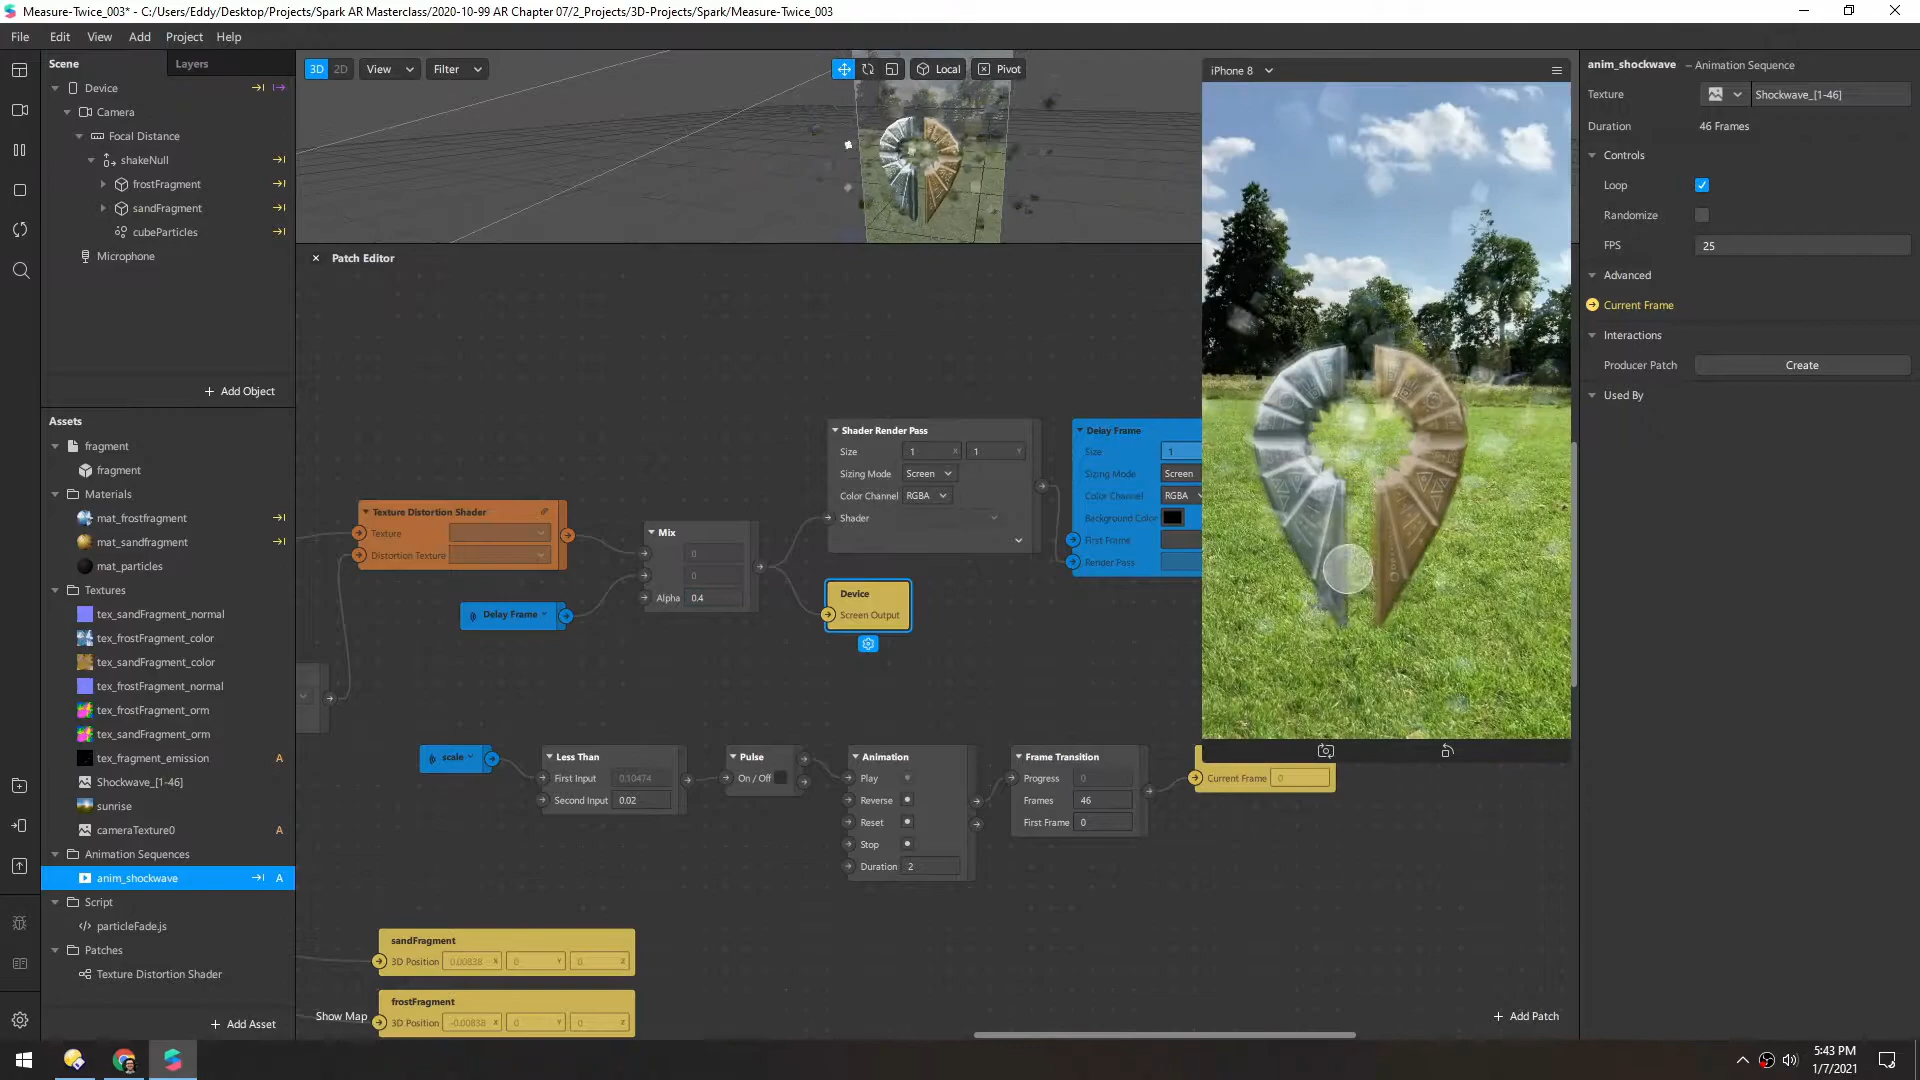 Measure-Twice_003* - C:/Users/Eddy/Desktop/Projects/Spark AR Masterclass/2020-10-99 AR Chapter 07/2_Projects/3D-Projects/Spark/Measure-Twice_003
File Edit View Add Project Help
Scene Layers
Device
Camera
Focal Distance
shakeNull
frostFragment
sandFragment
cubeParticles
Microphone
+ Add Object
Assets
fragment
fragment
Materials
mat_frostfragment
mat_sandfragment
mat_particles
Textures
tex_sandFragment_normal
tex_frostFragment_color
tex_sandFragment_color
tex_frostFragment_normal
tex_frostFragment_orm
tex_sandFragment_orm
tex_fragment_emission A
Shockwave_[1-46]
sunrise
cameraTexture0 A
Animation Sequences
anim_shockwave A
Script
particleFade.js
Patches
Texture Distortion Shader
+ Add Asset
3D 2D View Filter Local Pivot
Patch Editor
Texture Distortion Shader
Texture
Distortion Texture
Delay Frame
Mix
0
0
Alpha 0.4
Shader Render Pass
Size 1 X 1 Y
Sizing Mode Screen
Color Channel RGBA
Shader
Device
Screen Output
Delay Frame
Size 1
Sizing Mode Screen
Color Channel RGBA
Background Color
First Frame
Render Pass
scale
Less Than
First Input 0.10474
Second Input 0.02
Pulse
On / Off
Animation
Play
Reverse
Reset
Stop
Duration 2
Frame Transition
Progress 0
Frames 46
First Frame 0
Current Frame 0
sandFragment
3D Position 0.00838 X 0 Y 0 Z
frostFragment
3D Position -0.00838 X 0 Y 0 Z
Show Map
+ Add Patch
iPhone 8
anim_shockwave – Animation Sequence
Texture Shockwave_[1-46]
Duration 46 Frames
Controls
Loop
Randomize
FPS 25
Advanced
Current Frame
Interactions
Producer Patch Create
Used By
5:43 PM
1/7/2021